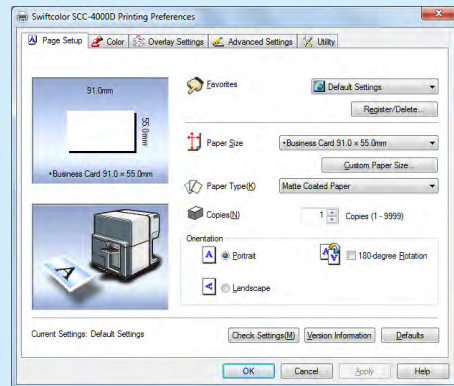 Swiftcolor SCC-4000D Printing Preferences
Page Setup Color Overlay Settings Advanced Settings Utility
91.0mm
55.0mm
•Business Card 91.0 × 55.0mm
Favorites Default Settings
Register/Delete...
Paper Size •Business Card 91.0 × 55.0mm
Custom Paper Size...
Paper Type(K) Matte Coated Paper
Copies(N) 1 Copies (1 - 9999)
Orientation
A Portrait 180-degree Rotation
A Landscape
A
Current Settings: Default Settings Check Settings(M) Version Information Defaults
OK Cancel Apply Help